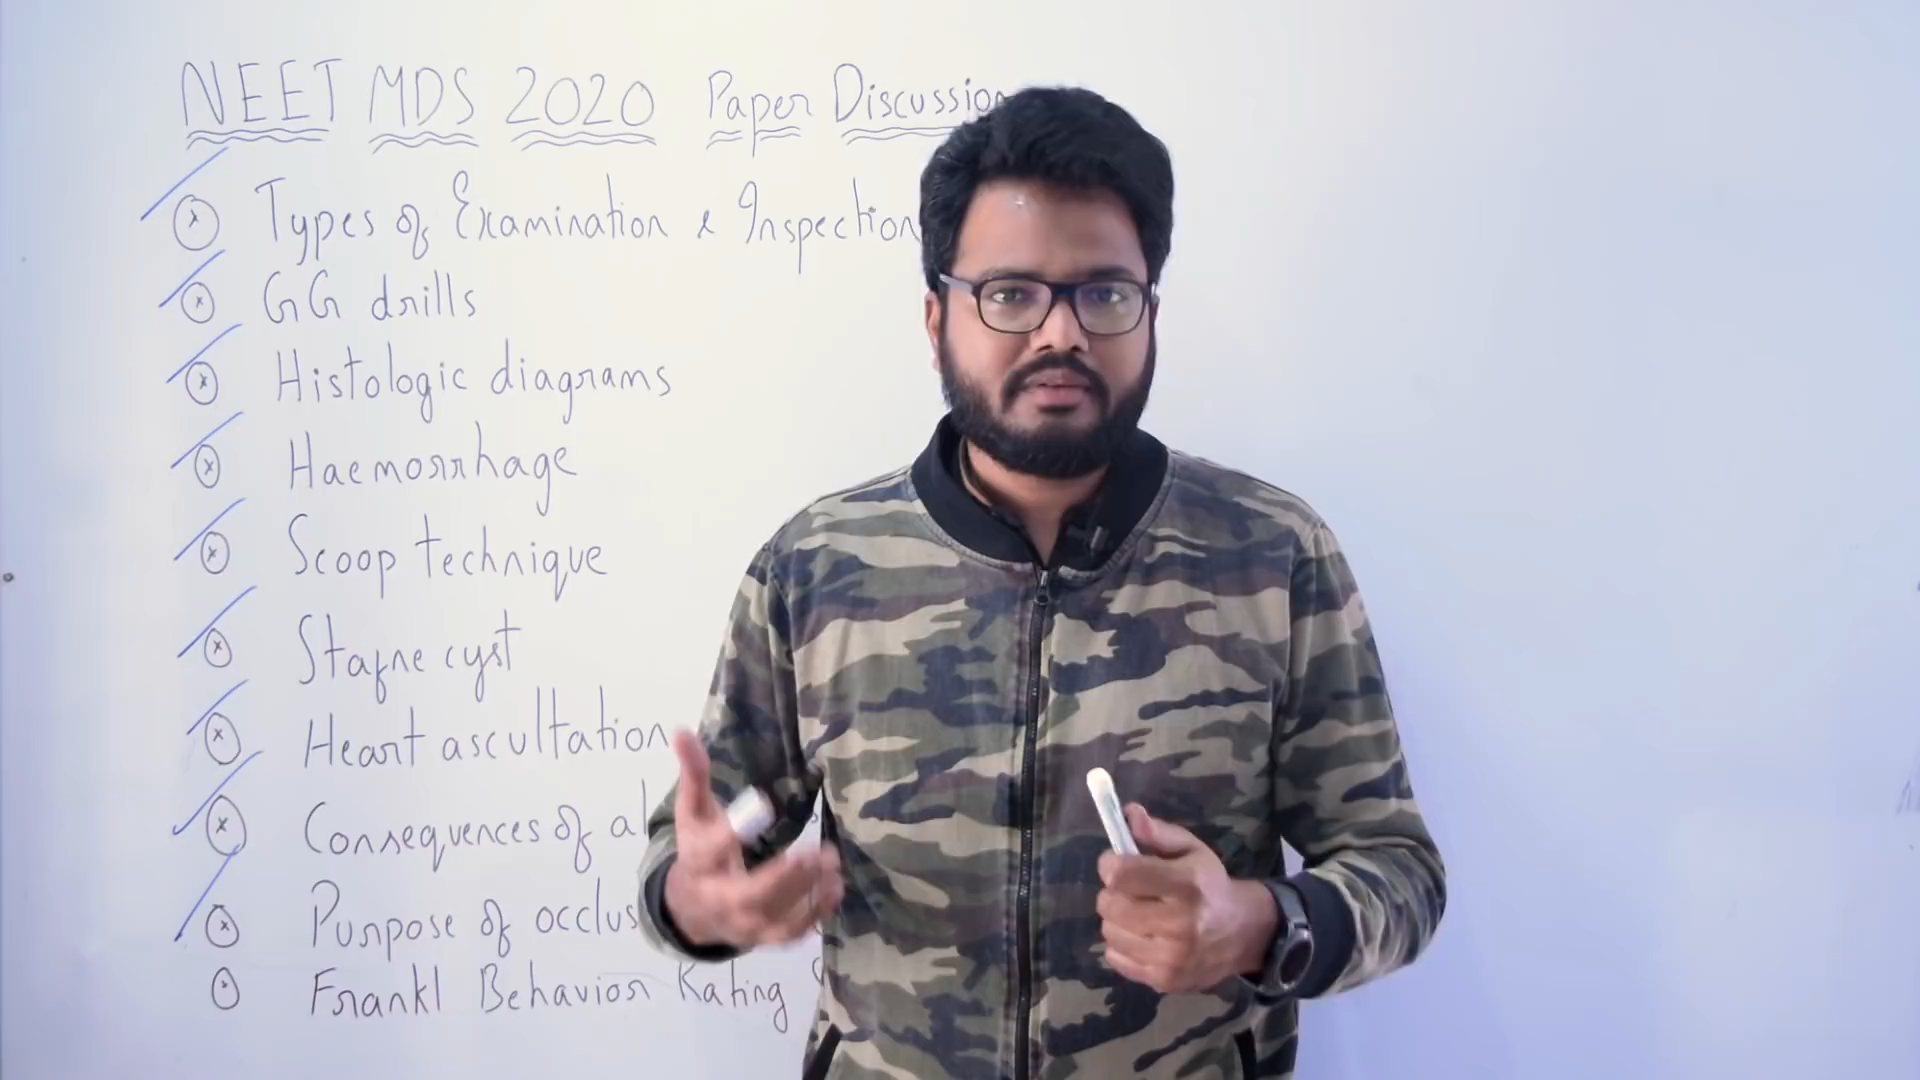 NEET MDS 2020 Paper Discussion
Types of Examination & Inspection
GG drills
Histologic diagrams
Haemorrhage
Scoop technique
Stafne cyst
Heart ascultation
Consequences of
Purpose of
Frankl Behavior Rating